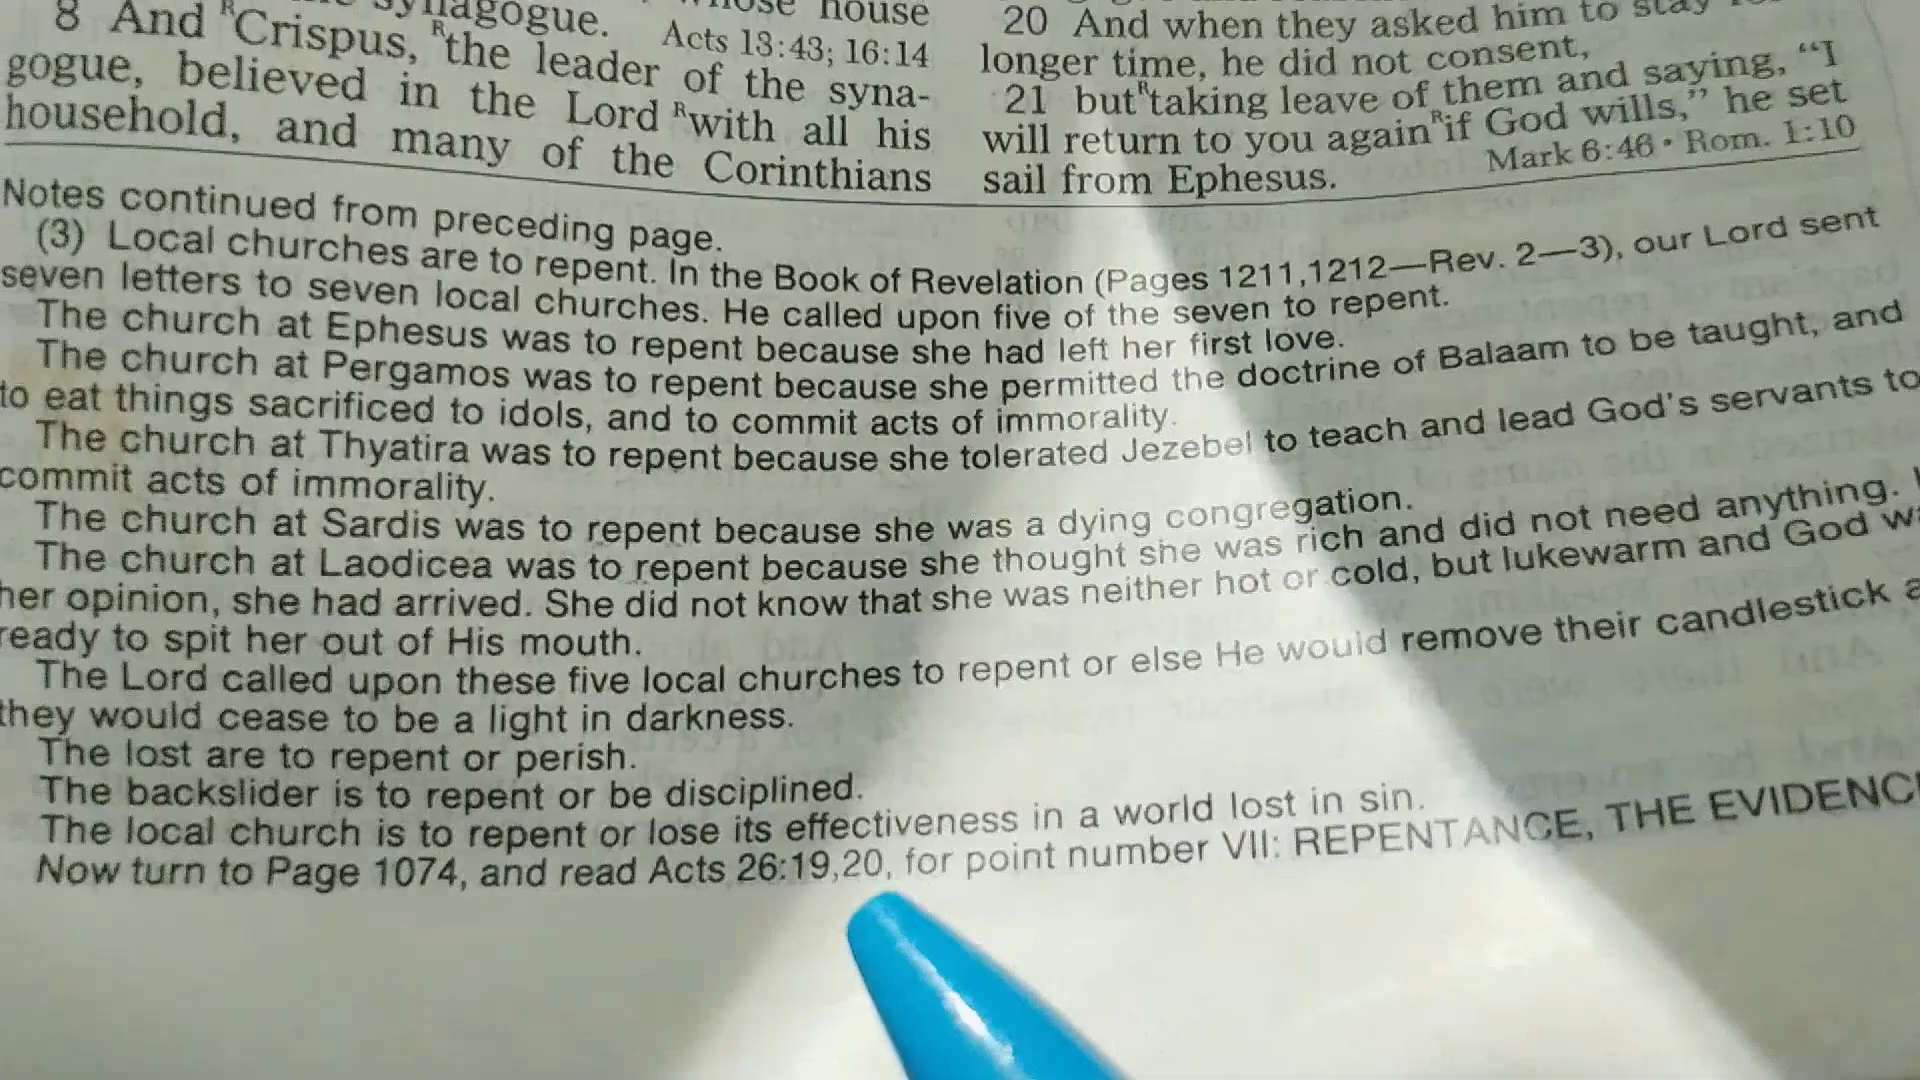 the synagogue. whose house
Acts 13:43; 16:14
8 And ᴿCrispus, ᴿthe leader of the syna-
gogue, believed in the Lord ᴿwith all his
household, and many of the Corinthians
20 And when they asked him to stay
longer time, he did not consent,
21 but ᴿtaking leave of them and saying, “I
will return to you again ᴿif God wills,” he set
sail from Ephesus. Mark 6:46 • Rom. 1:10
Notes continued from preceding page.
(3) Local churches are to repent. In the Book of Revelation (Pages 1211,1212—Rev. 2—3), our Lord sent
seven letters to seven local churches. He called upon five of the seven to repent.
The church at Ephesus was to repent because she had left her first love.
The church at Pergamos was to repent because she permitted the doctrine of Balaam to be taught, and
to eat things sacrificed to idols, and to commit acts of immorality.
The church at Thyatira was to repent because she tolerated Jezebel to teach and lead God's servants to
commit acts of immorality.
The church at Sardis was to repent because she was a dying congregation.
The church at Laodicea was to repent because she thought she was rich and did not need anything.
her opinion, she had arrived. She did not know that she was neither hot or cold, but lukewarm and God
ready to spit her out of His mouth.
The Lord called upon these five local churches to repent or else He would remove their candlestick
they would cease to be a light in darkness.
The lost are to repent or perish.
The backslider is to repent or be disciplined.
The local church is to repent or lose its effectiveness in a world lost in sin.
Now turn to Page 1074, and read Acts 26:19,20, for point number VII: REPENTANCE, THE EVIDENC